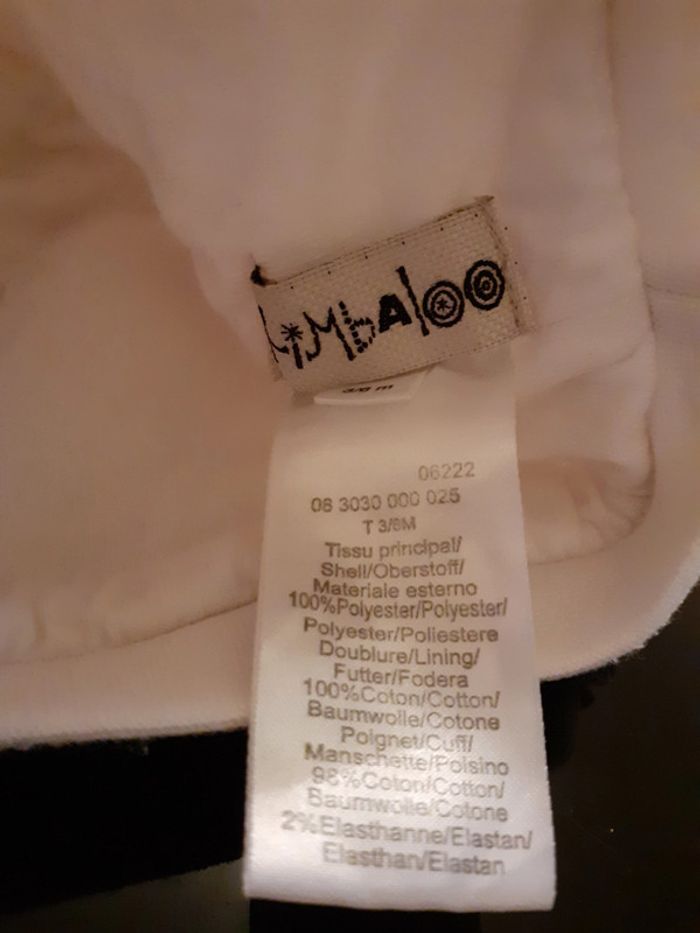 KiMbAloo
3/6 m
06222
06 3030 000 025
T 3/6M
Tissu principal/
Shell/Oberstoff/
Materiale esterno
100%Polyester/Polyester/
Polyester/Poliestere
Doublure/Lining/
Futter/Fodera
100%Coton/Cotton/
Baumwolle/Cotone
Poignet/Cuff/
Manschette/Polsino
98%Coton/Cotton/
Baumwolle/Cotone
2%Elasthanne/Elastan/
Elasthan/Elastan